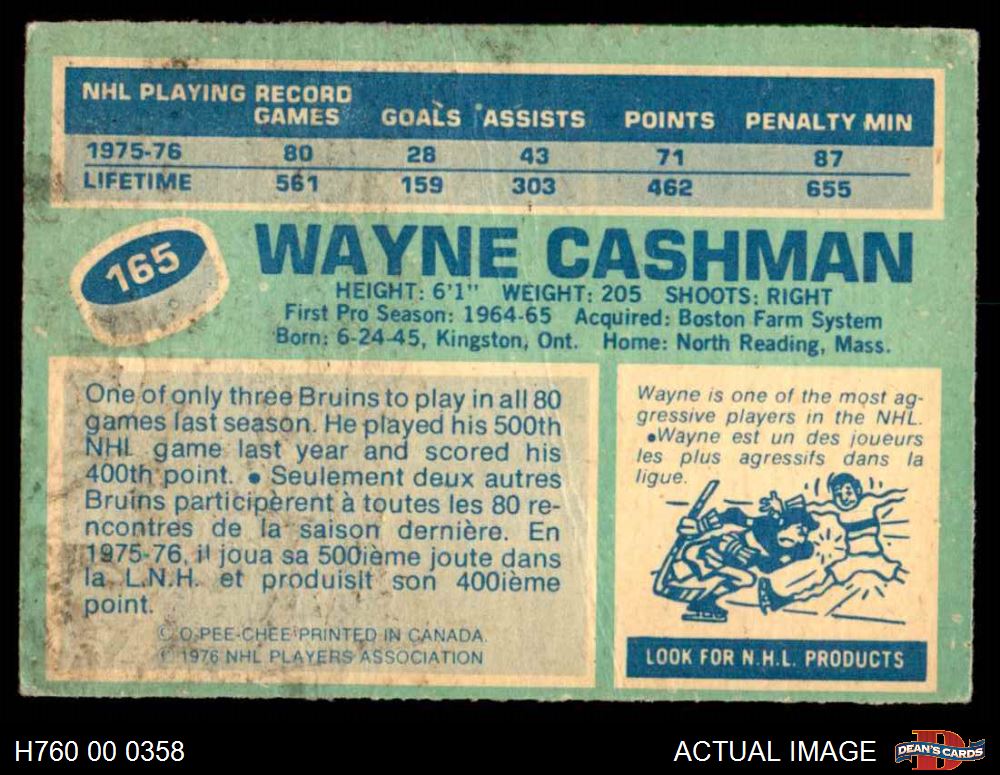 NHL PLAYING RECORD
GAMES GOALS ASSISTS POINTS PENALTY MIN
1975-76 80 28 43 71 87
LIFETIME 561 159 303 462 655
165
WAYNE CASHMAN
HEIGHT: 6'1" WEIGHT: 205 SHOOTS: RIGHT
First Pro Season: 1964-65 Acquired: Boston Farm System
Born: 6-24-45, Kingston, Ont. Home: North Reading, Mass.
One of only three Bruins to play in all 80
games last season. He played his 500th
NHL game last year and scored his
400th point. ● Seulement deux autres
Bruins participèrent à toutes les 80 re-
ncontres de la saison dernière. En
1975-76, il joua sa 500ième joute dans
la L.N.H. et produisit son 400ième
point.
© O-PEE-CHEE PRINTED IN CANADA.
© 1976 NHL PLAYERS ASSOCIATION
Wayne is one of the most ag-
gressive players in the NHL.
●Wayne est un des joueurs
les plus agressifs dans la
ligue.
LOOK FOR N.H.L. PRODUCTS
H760 00 0358
ACTUAL IMAGE
D
DEAN'S CARDS